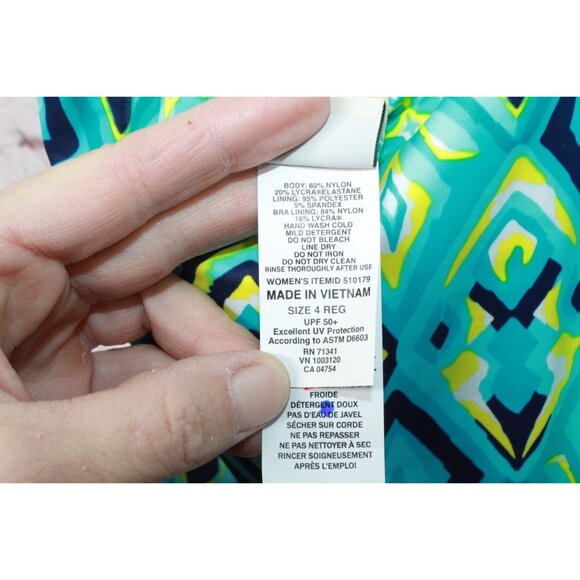 BODY: 80% NYLON
20% LYCRA®ELASTANE
LINING: 95% POLYESTER
5% SPANDEX
BRA LINING: 84% NYLON
16% LYCRA®
HAND WASH COLD
MILD DETERGENT
DO NOT BLEACH
LINE DRY
DO NOT IRON
DO NOT DRY CLEAN
RINSE THOROUGHLY AFTER USE
WOMEN'S ITEMID 510179
MADE IN VIETNAM
SIZE 4 REG
UPF 50+
Excellent UV Protection
According to ASTM D6603
RN 71341
VN 1003120
CA 04754
FROIDE
DÉTERGENT DOUX
PAS D'EAU DE JAVEL
SÉCHER SUR CORDE
NE PAS REPASSER
NE PAS NETTOYER À SEC
RINCER SOIGNEUSEMENT
APRÈS L'EMPLOI